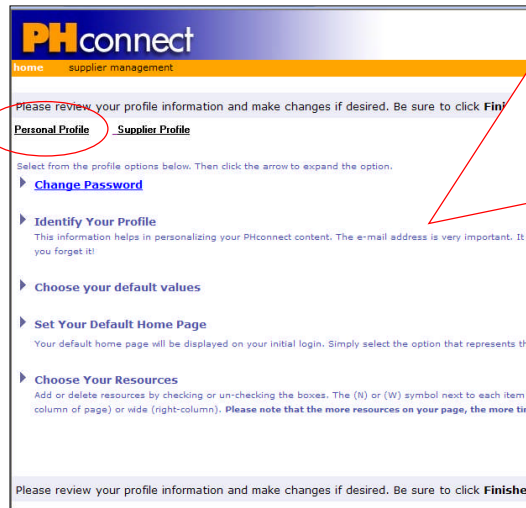 PHconnect
home supplier management
Please review your profile information and make changes if desired. Be sure to click
Personal Profile Supplier Profile
Select from the profile options below. Then click the arrow to expand the option.
Change Password
Identify Your Profile
This information helps in personalizing your PHconnect content. The e-mail address is very important. It
you forget it!
Choose your default values
Set Your Default Home Page
Your default home page will be displayed on your initial login. Simply select the option that represents
Choose Your Resources
Add or delete resources by checking or un-checking the boxes. The (N) or (W) symbol next to each item
column of page) or wide (right-column). Please note that the more resources on your page, the more
Please review your profile information and make changes if desired. Be sure to click